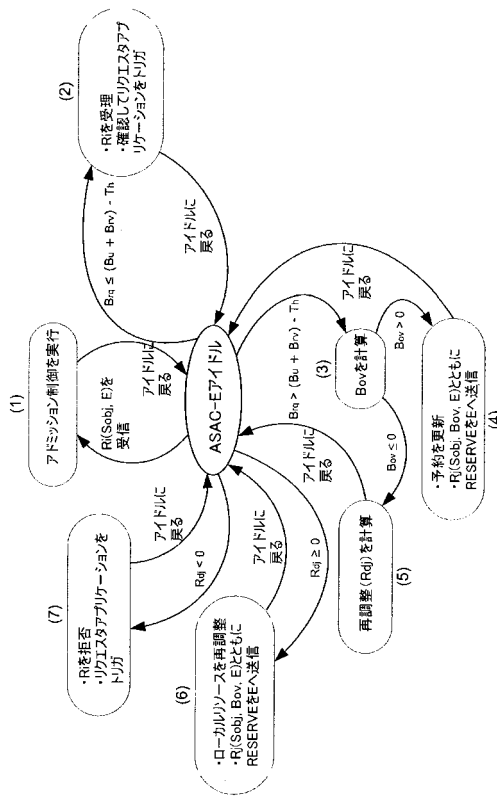 (1)
アドミッション制御を実行
Ri(Sobj, E)を
受信
アイドルに
戻る
(2)
・Riを受理
・確認してリクエスタアプ
リケーションをトリガ
Brq ≤ (Bu + Brv) - Th
アイドルに
戻る
ASAC-Eアイドル
Brq > (Bu + Brv) - Th
(3)
Bovを計算
Bov > 0
アイドルに
戻る
・予約を更新
・Rj(Sobj, Bov, E)とともに
RESERVEをEへ送信
(4)
Bov ≤ 0
再調整(Rdj)を計算
(5)
アイドルに
戻る
Rdj ≥ 0
(6)
・ローカルリソースを再調整
・Rj(Sobj, Bov, E)とともに
RESERVEをEへ送信
アイドルに
戻る
Rdj < 0
(7)
・Riを拒否
・リクエスタアプリケーションを
トリガ
アイドルに
戻る